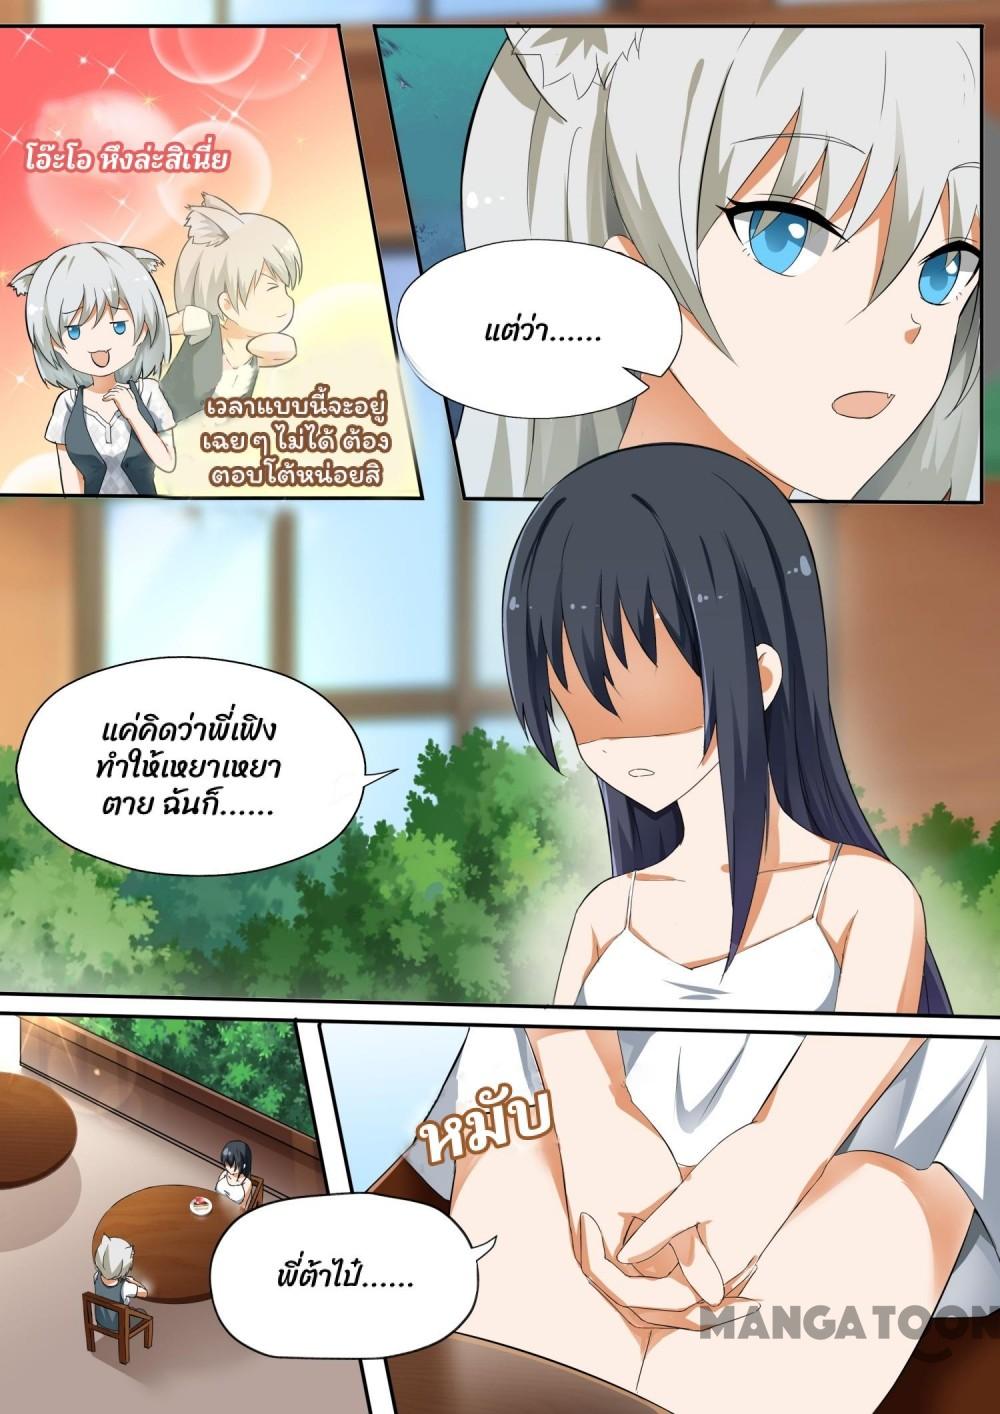 โอ๊ะโอ หึงล่ะสิเนี่ย
แต่ว่า......
เวลาแบบนี้จะอยู่
เฉย ๆ ไม่ได้ ต้อง
ตอบโต้หน่อยสิ
แค่คิดว่าพี่เฟิง
ทำให้เหยาเหยา
ตาย ฉันก็......
หมับ
พี่ต้าไป๋......
MANGATOON